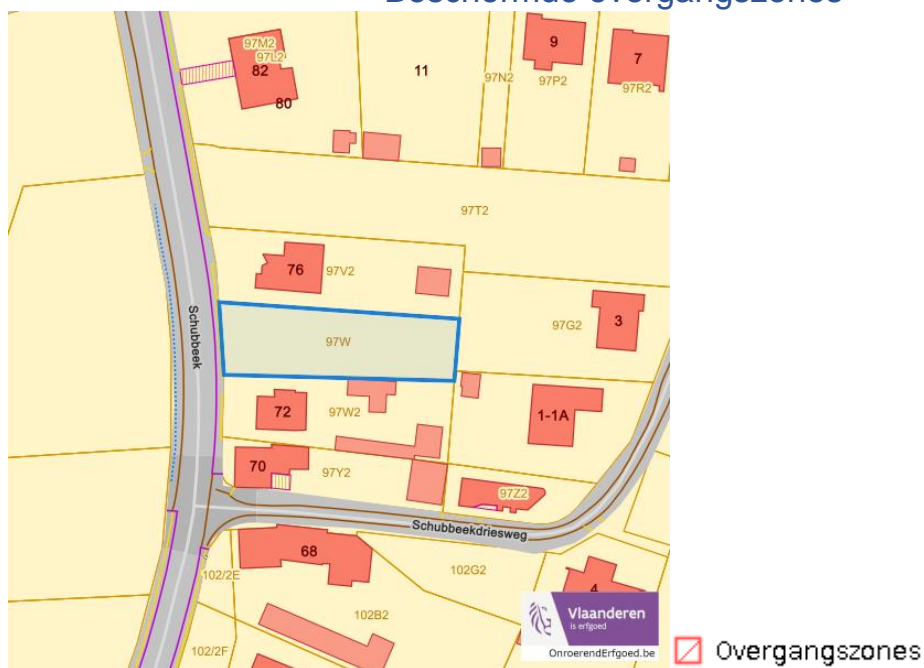 Beschermde overgangszones
97M2
97L2
82
80
11
97N2
9
97P2
7
97R2
97T2
76
97V2
Schubbeek
97W
97G2
3
72
97W2
1-1A
70
97Y2
97Z2
Schubbeekdriesweg
68
102/2E
102G2
4
102B2
102/2F
Vlaanderen
is erfgoed
OnroerendErfgoed.be
Overgangszones